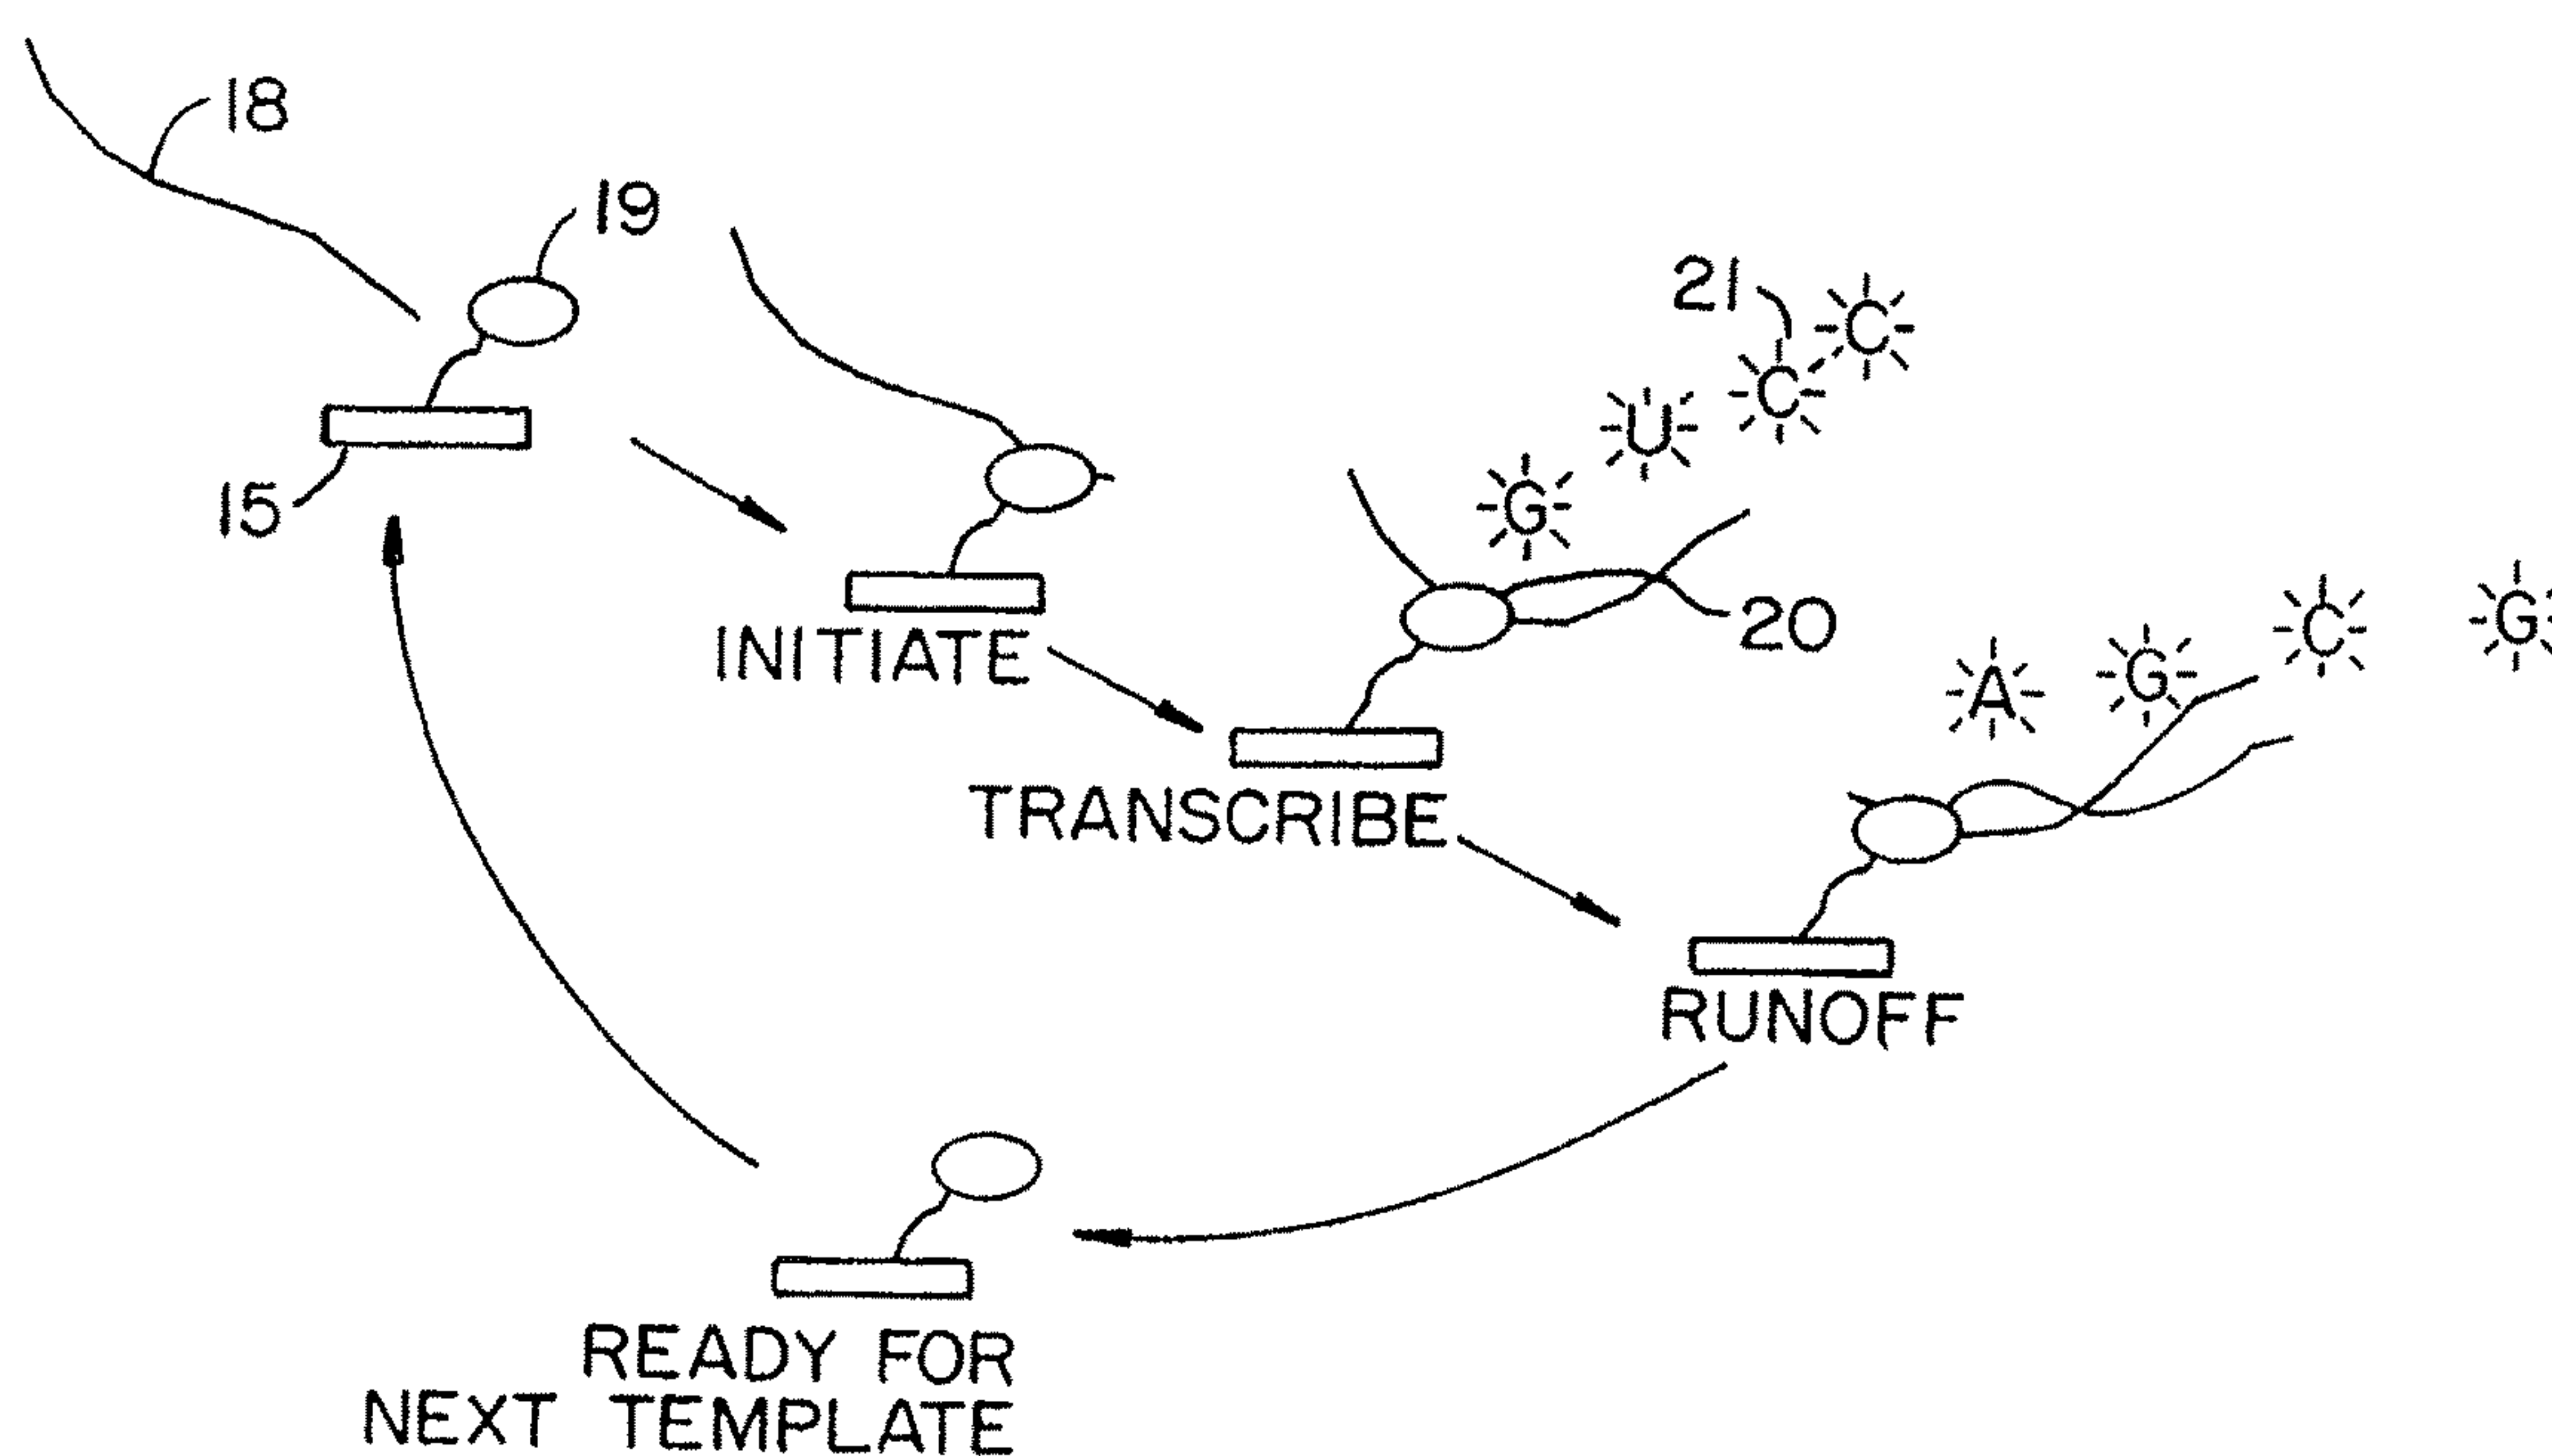 18
19
15
INITIATE
21
C
C
U
G
20
TRANSCRIBE
A
G
C
G
RUNOFF
READY FOR
NEXT TEMPLATE